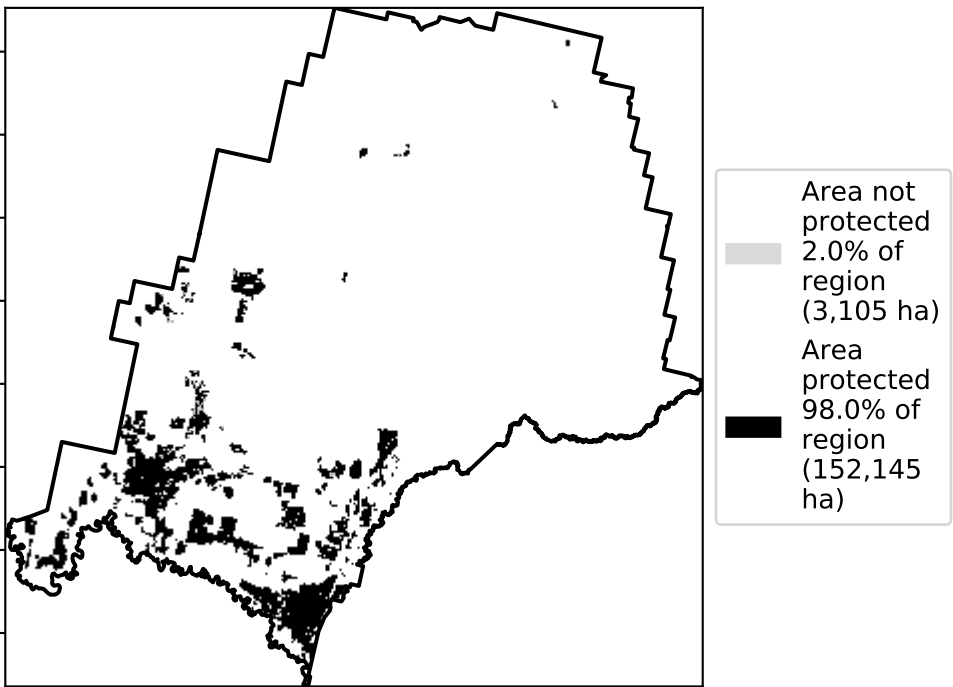 Area not
protected
2.0% of
region
(3,105 ha)
Area
protected
98.0% of
region
(152,145
ha)